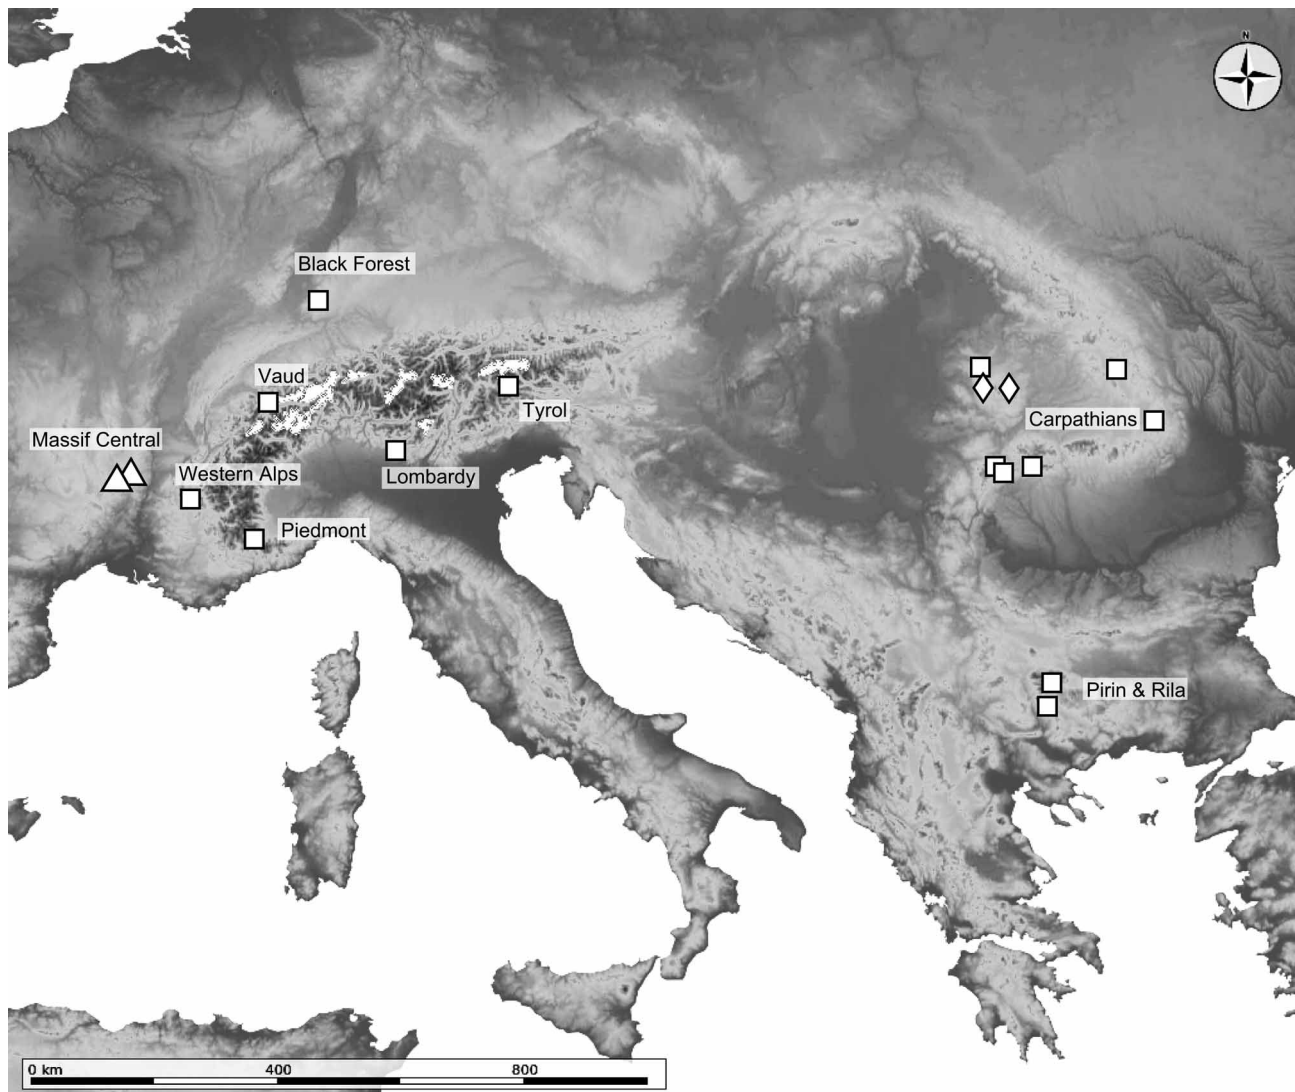 N
Black Forest
Vaud
Tyrol
Carpathians
Massif Central
Western Alps
Lombardy
Piedmont
Pirin & Rila
0 km 400 800